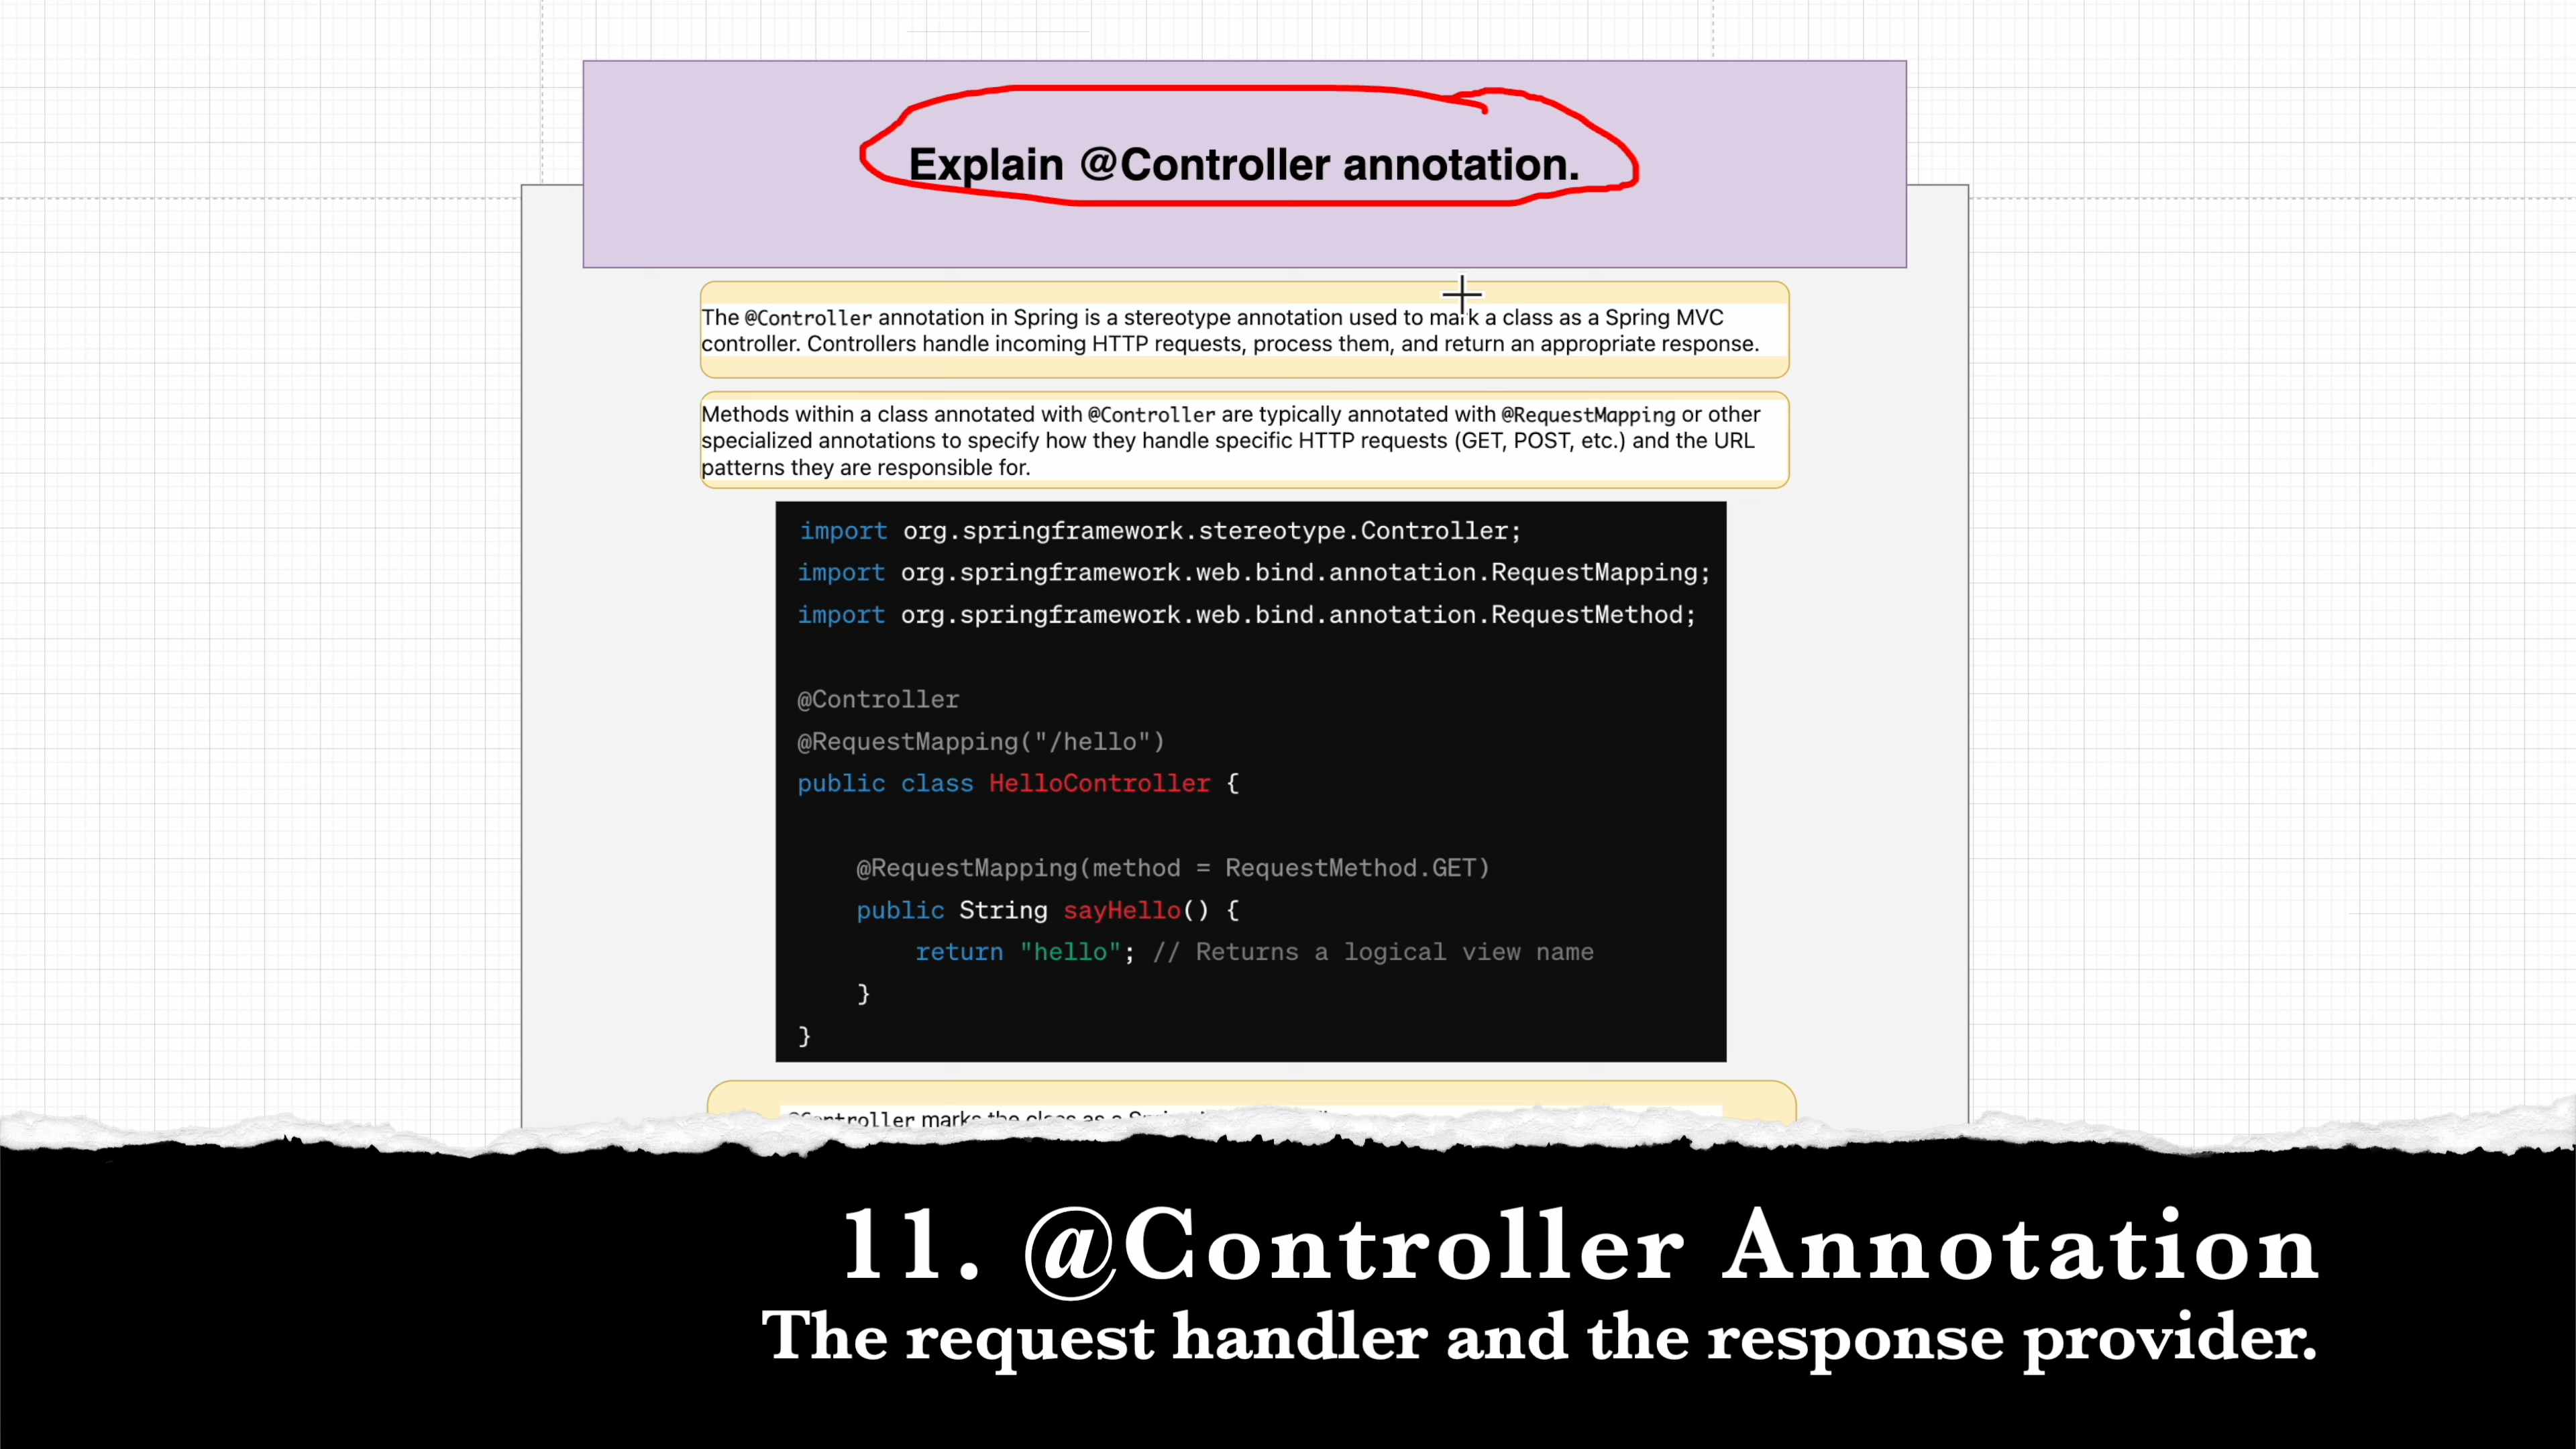 Explain @Controller annotation.
The @Controller annotation in Spring is a stereotype annotation used to mark a class as a Spring MVC
controller. Controllers handle incoming HTTP requests, process them, and return an appropriate response.
Methods within a class annotated with @Controller are typically annotated with @RequestMapping or other
specialized annotations to specify how they handle specific HTTP requests (GET, POST, etc.) and the URL
patterns they are responsible for.
import org.springframework.stereotype.Controller;
import org.springframework.web.bind.annotation.RequestMapping;
import org.springframework.web.bind.annotation.RequestMethod;
@Controller
@RequestMapping("/hello")
public class HelloController {
@RequestMapping(method = RequestMethod.GET)
public String sayHello() {
return "hello"; // Returns a logical view name
}
}
@Controller marks the class as a
11. @Controller Annotation
The request handler and the response provider.